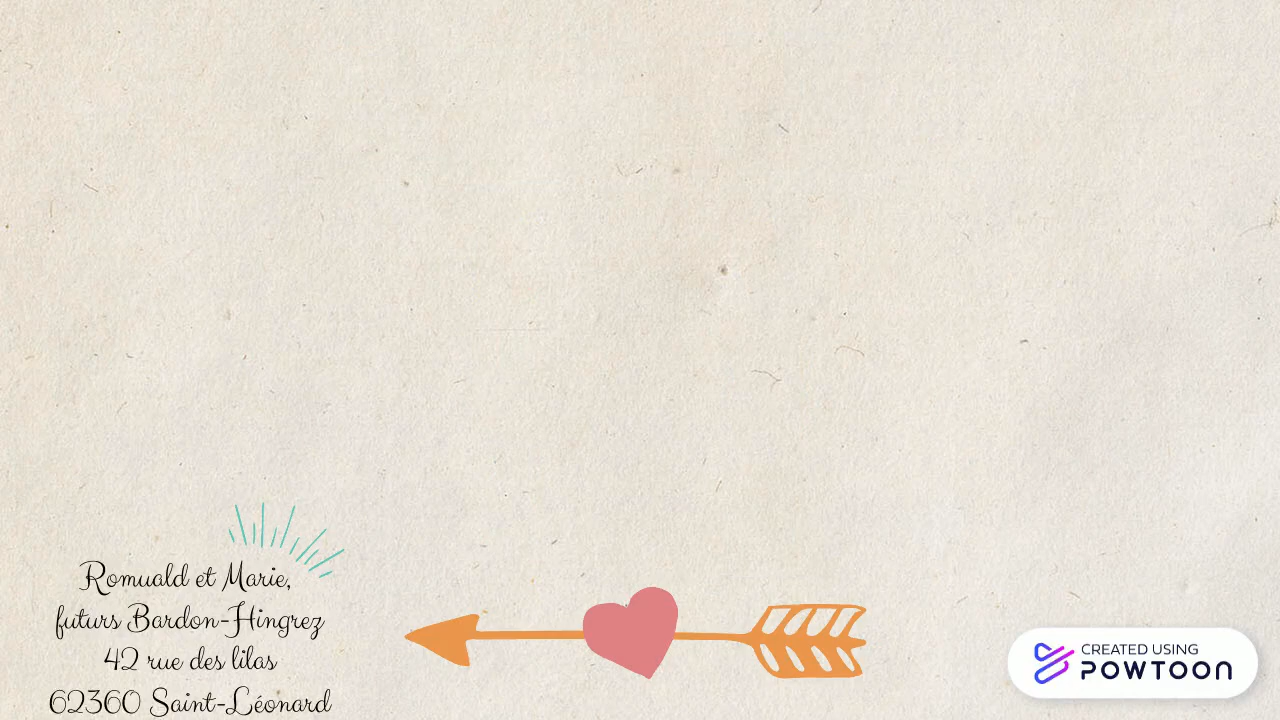 Romuald et Marie,
futurs Bardon-Hingrez
42 rue des lilas
62360 Saint-Léonard
CREATED USING
POWTOON